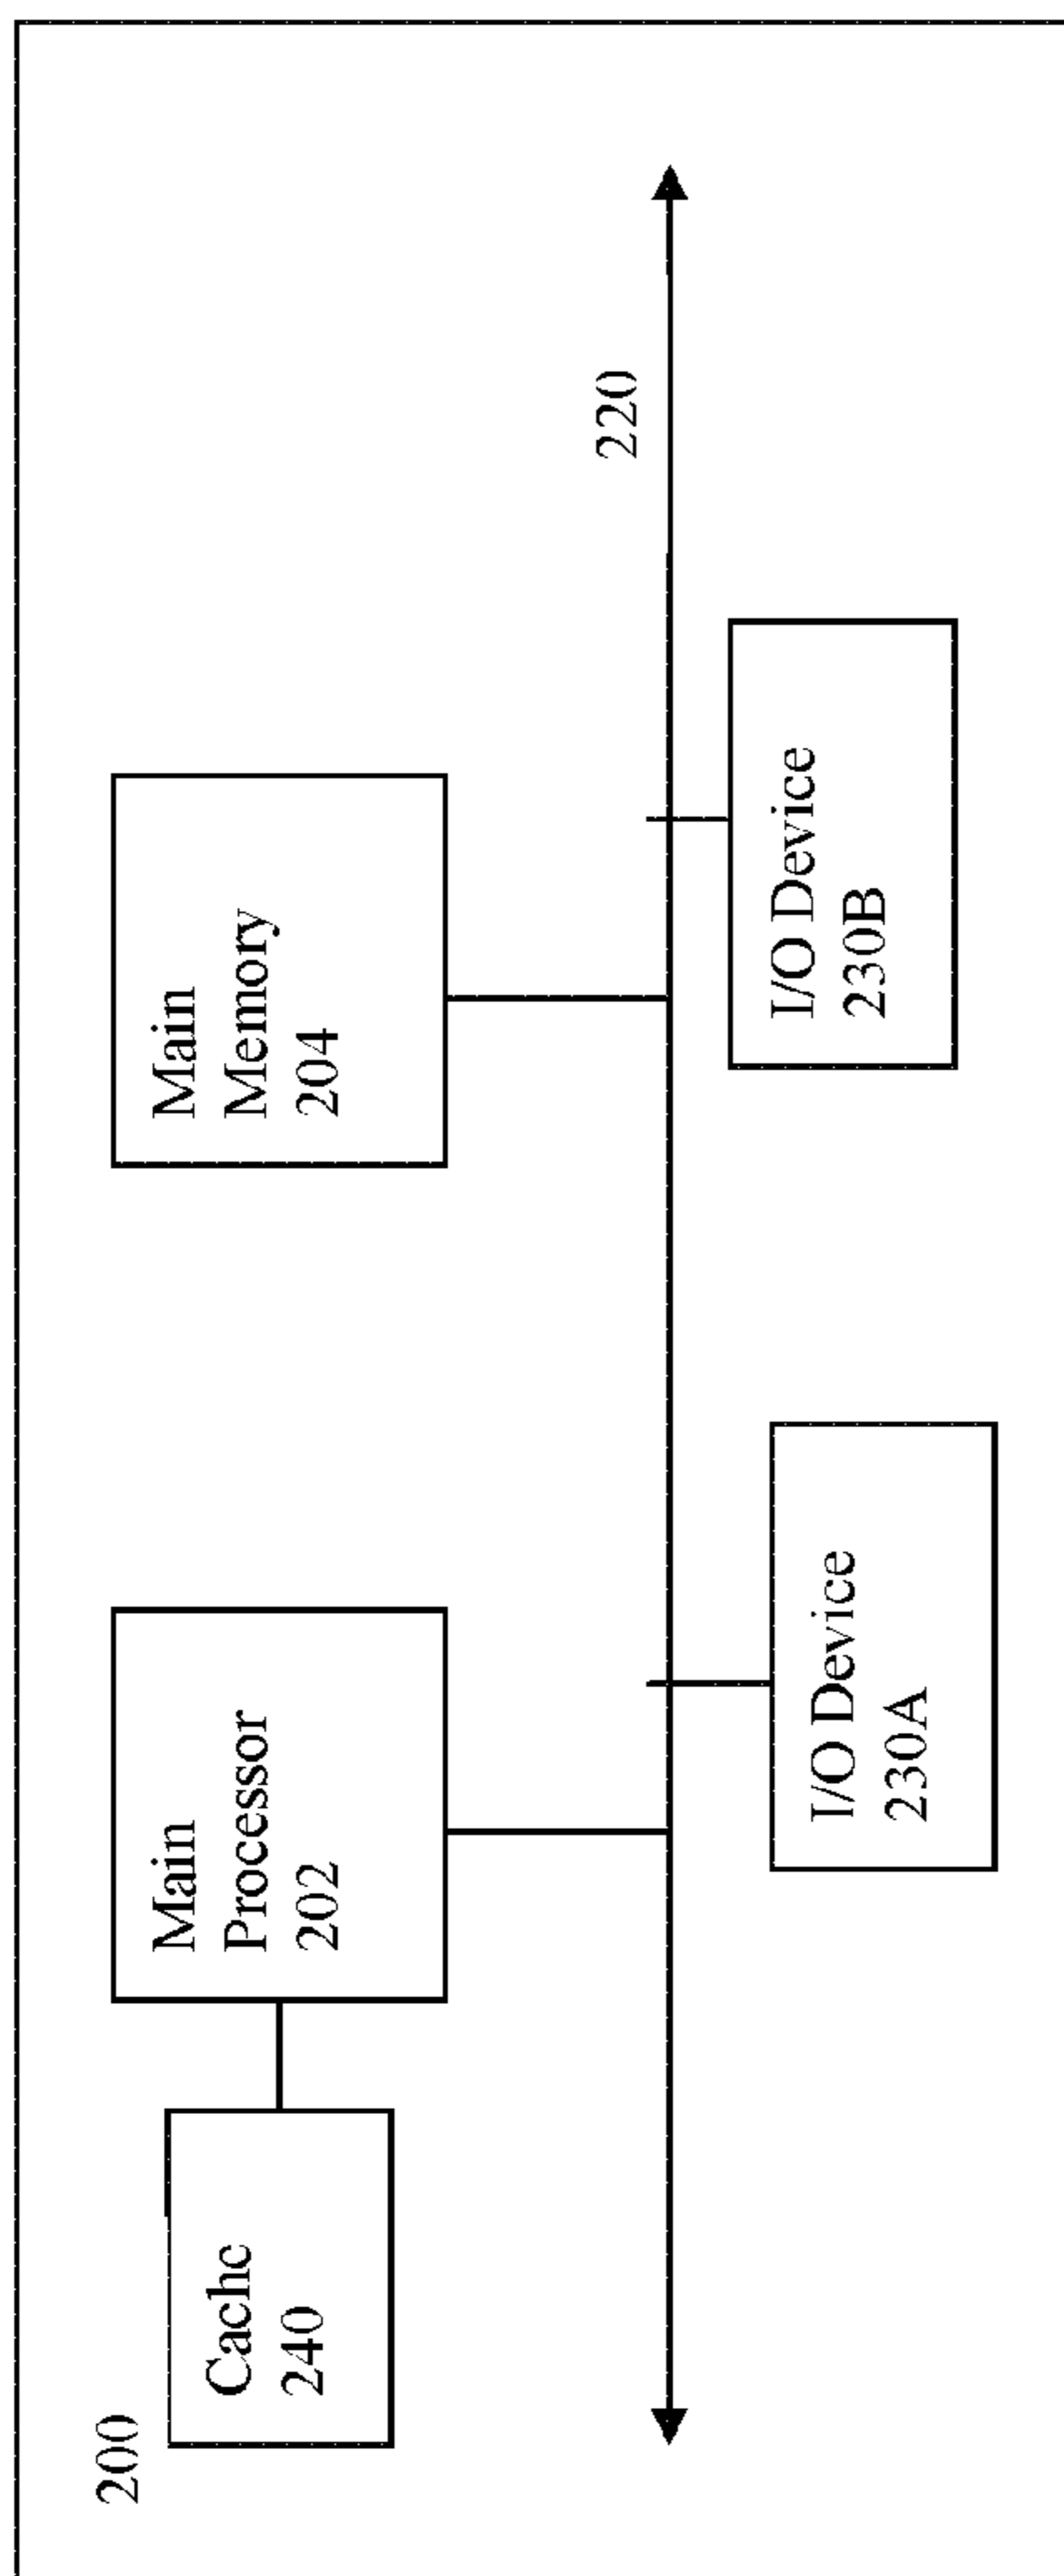 200
Cache
240
Main
Processor
202
Main
Memory
204
220
I/O Device
230A
I/O Device
230B